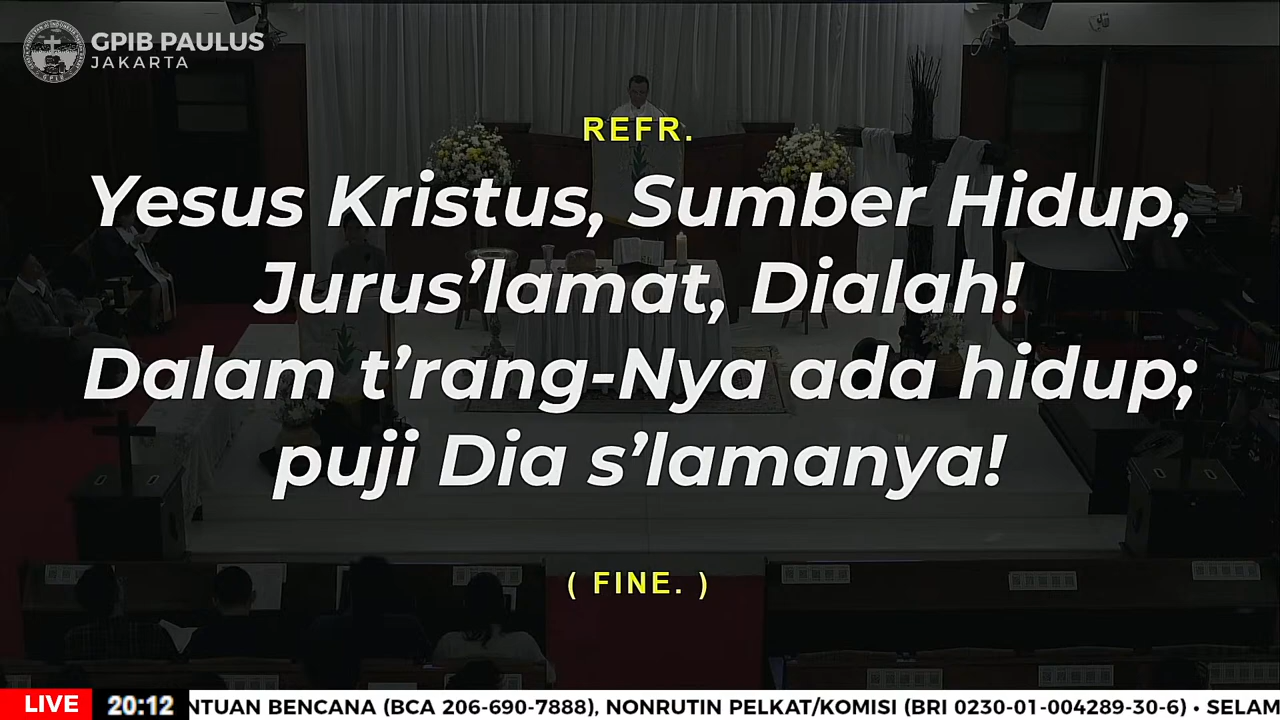 GPIB PAULUS
JAKARTA
REFR.
Yesus Kristus, Sumber Hidup,
Jurus’lamat, Dialah!
Dalam t’rang-Nya ada hidup;
puji Dia s’lamanya!
( FINE. )
LIVE
20:12
NTUAN BENCANA (BCA 206-690-7888), NONRUTIN PELKAT/KOMISI (BRI 0230-01-004289-30-6) • SELAM